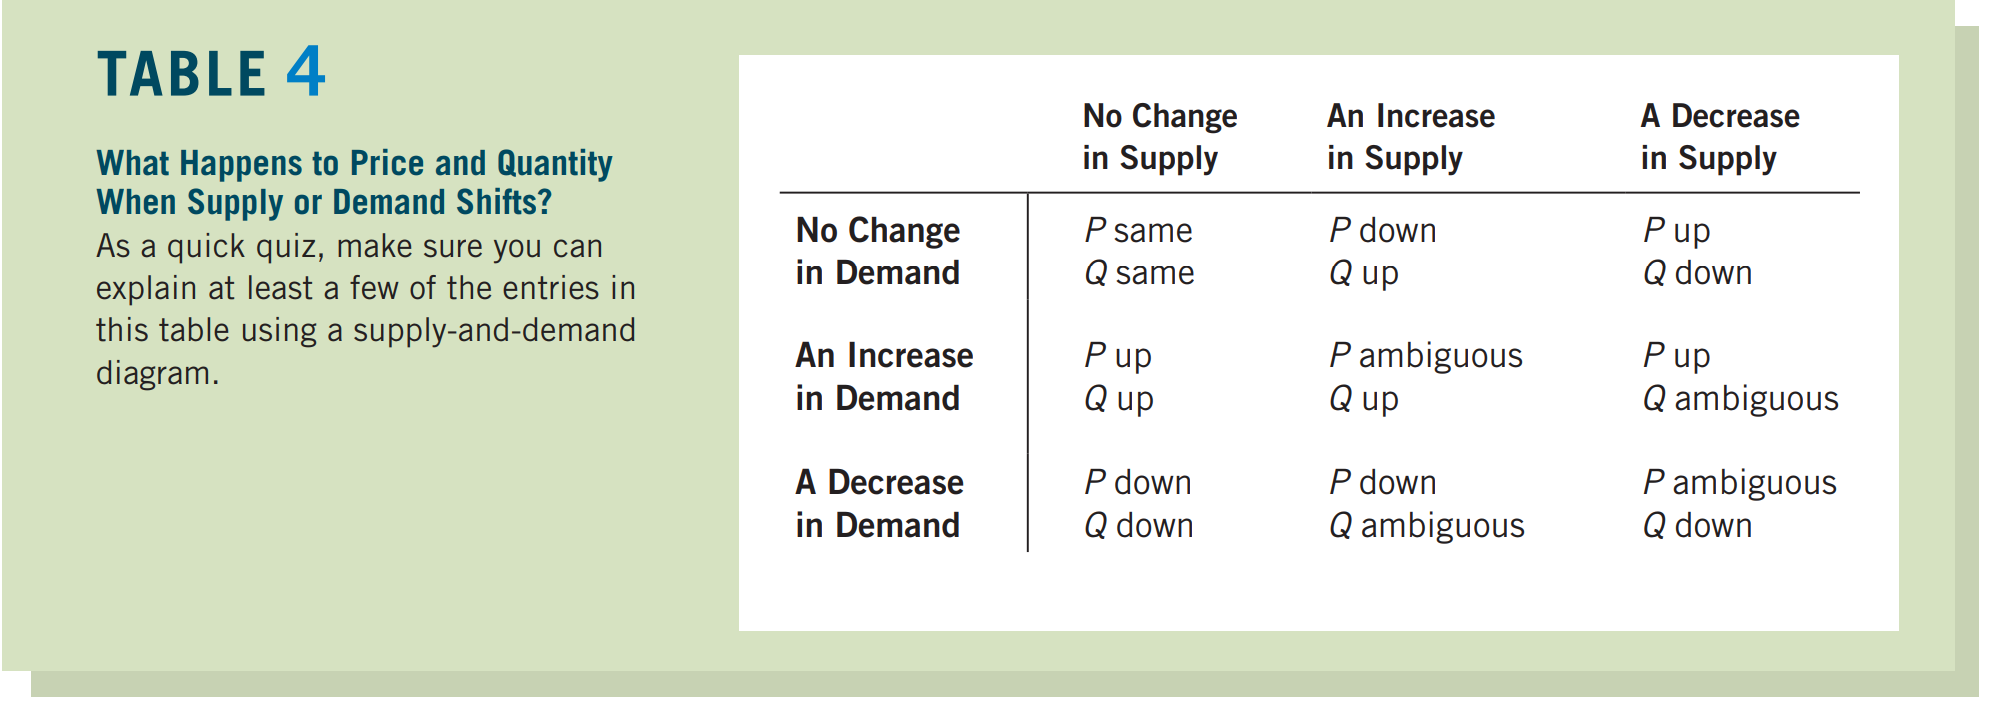 TABLE 4
What Happens to Price and Quantity
When Supply or Demand Shifts?
As a quick quiz, make sure you can
explain at least a few of the entries in
this table using a supply-and-demand
diagram.
No Change An Increase A Decrease
in Supply in Supply in Supply
No Change P same P down P up
in Demand Q same Q up Q down
An Increase P up P ambiguous P up
in Demand Q up Q up Q ambiguous
A Decrease P down P down P ambiguous
in Demand Q down Q ambiguous Q down